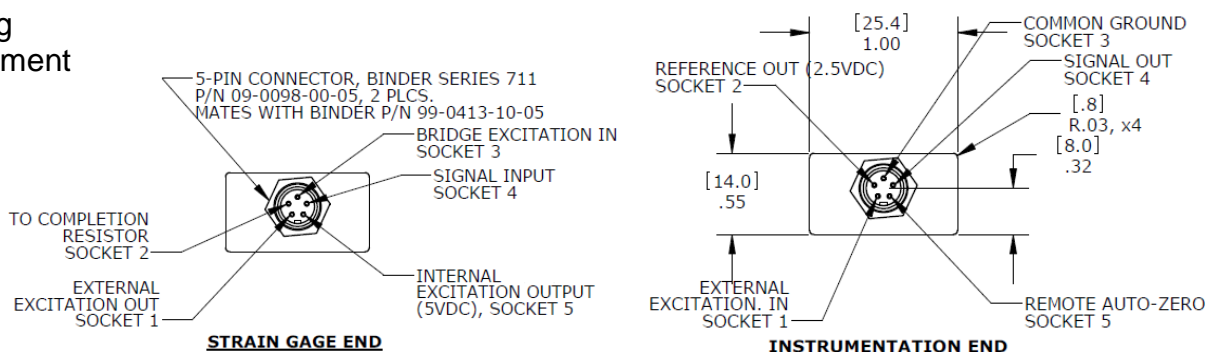 g
ment
5-PIN CONNECTOR, BINDER SERIES 711
P/N 09-0098-00-05, 2 PLCS.
MATES WITH BINDER P/N 99-0413-10-05
BRIDGE EXCITATION IN
SOCKET 3
SIGNAL INPUT
SOCKET 4
TO COMPLETION
RESISTOR
SOCKET 2
EXTERNAL
EXCITATION OUT
SOCKET 1
INTERNAL
EXCITATION OUTPUT
(5VDC), SOCKET 5
STRAIN GAGE END
[25.4]
1.00
COMMON GROUND
SOCKET 3
REFERENCE OUT (2.5VDC)
SOCKET 2
SIGNAL OUT
SOCKET 4
[.8]
R.03, x4
[8.0]
.32
[14.0]
.55
EXTERNAL
EXCITATION. IN
SOCKET 1
REMOTE AUTO-ZERO
SOCKET 5
INSTRUMENTATION END